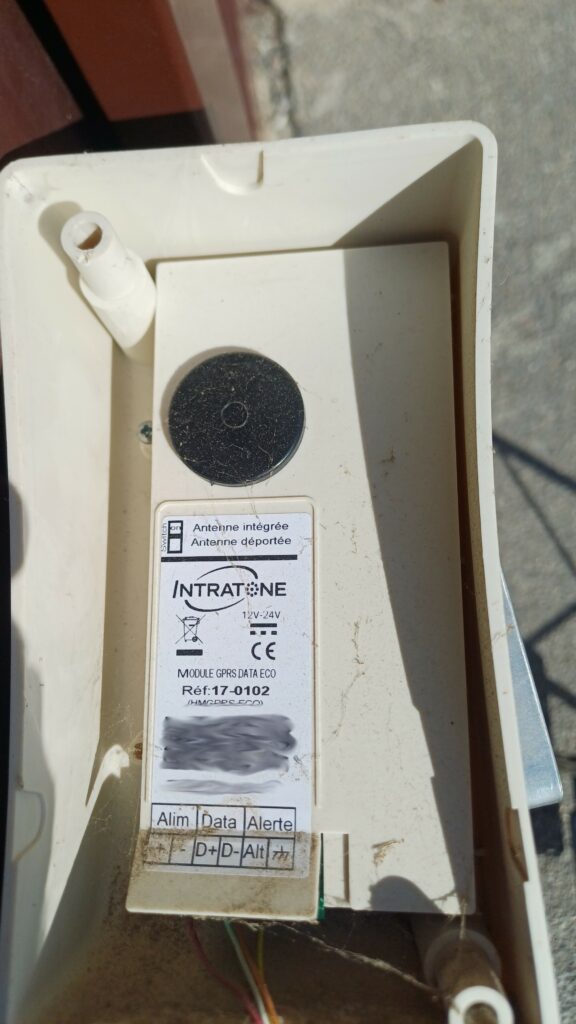 Switch
on
Antenne intégrée
Antenne déportée
INTRATONE
12V-24V
CE
MODULE GPRS DATA ECO
Réf:17-0102
(HMGPRS-ECO)
Alim Data Alerte
+ - D+ D- Alt